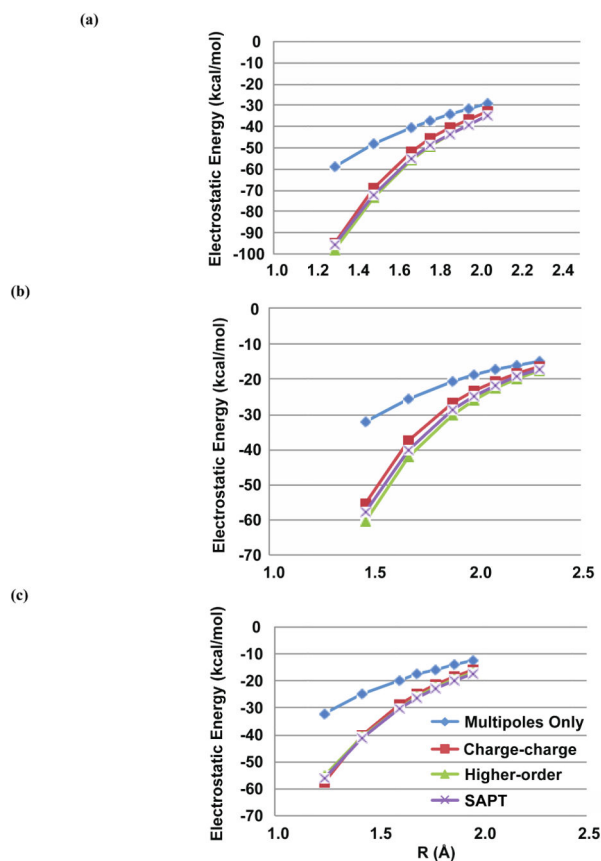 (a)
Electrostatic Energy (kcal/mol)
0
-10
-20
-30
-40
-50
-60
-70
-80
-90
-100
1.0 1.2 1.4 1.6 1.8 2.0 2.2 2.4
(b)
Electrostatic Energy (kcal/mol)
0
-10
-20
-30
-40
-50
-60
-70
1.0 1.5 2.0 2.5
(c)
Electrostatic Energy (kcal/mol)
0
-10
-20
-30
-40
-50
-60
-70
Multipoles Only
Charge-charge
Higher-order
SAPT
1.0 1.5 2.0 2.5
R (Å)